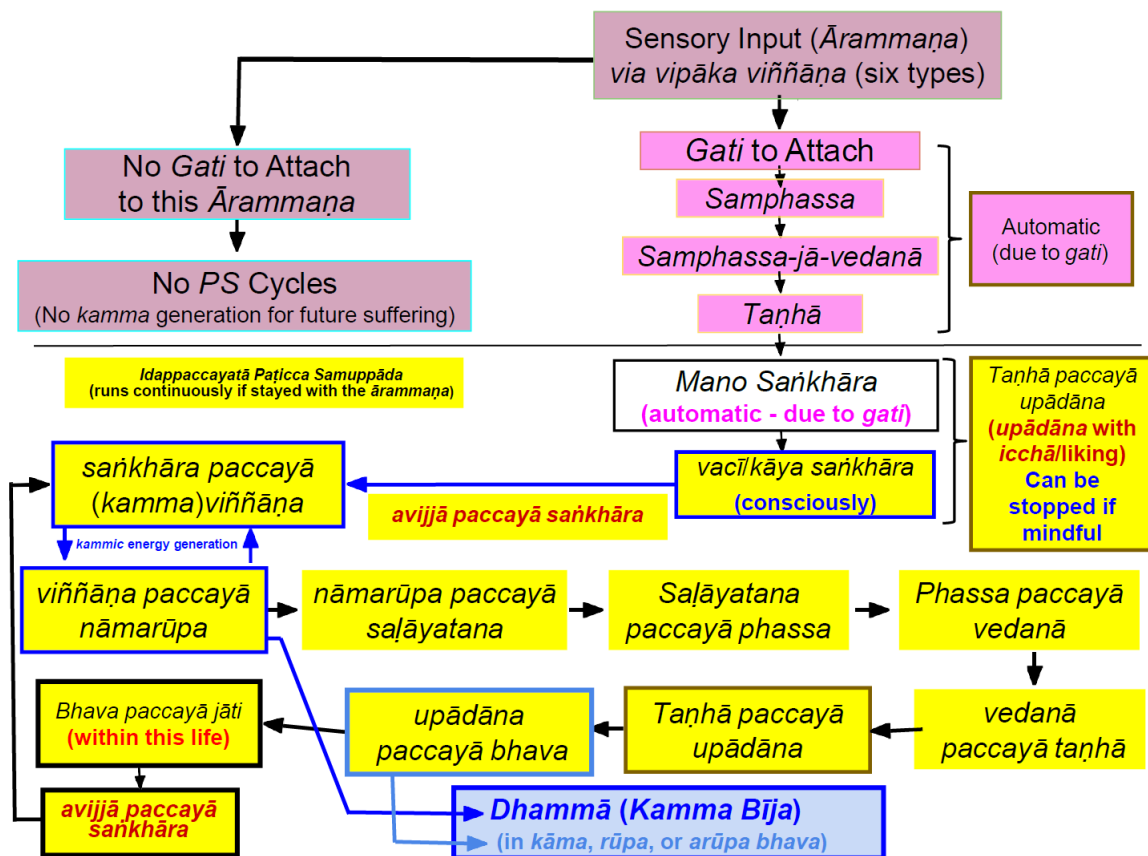 Sensory Input (Ārammaṇa)
via vipāka viññāṇa (six types)
No Gati to Attach
to this Ārammaṇa
No PS Cycles
(No kamma generation for future suffering)
Gati to Attach
Samphassa
Samphassa-jā-vedanā
Taṇhā
Automatic
(due to gati)
Idappaccayatā Paṭicca Samuppāda
(runs continuously if stayed with the ārammaṇa)
Mano Saṅkhāra
(automatic - due to gati)
vacī/kāya saṅkhāra
(consciously)
Taṇhā paccayā
upādāna
(upādāna with
icchā/liking)
Can be
stopped if
mindful
avijjā paccayā saṅkhāra
saṅkhāra paccayā
(kamma)viññāṇa
kammic energy generation
viññāṇa paccayā
nāmarūpa
nāmarūpa paccayā
saḷāyatana
Saḷāyatana
paccayā phassa
Phassa paccayā
vedanā
vedanā
paccayā taṇhā
Taṇhā paccayā
upādāna
upādāna
paccayā bhava
Bhava paccayā jāti
(within this life)
avijjā paccayā
saṅkhāra
Dhammā (Kamma Bīja)
(in kāma, rūpa, or arūpa bhava)